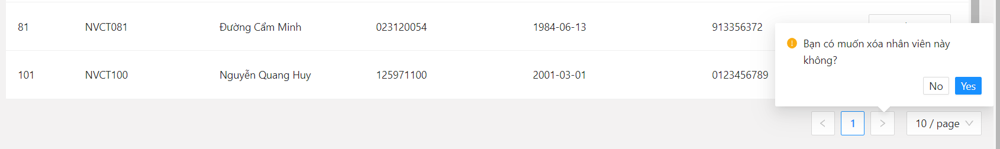 81 NVCT081 Đường Cẩm Minh 023120054 1984-06-13 913356372
Bạn có muốn xóa nhân viên này
không?
101 NVCT100 Nguyễn Quang Huy 125971100 2001-03-01 0123456789
No Yes
1 10 / page